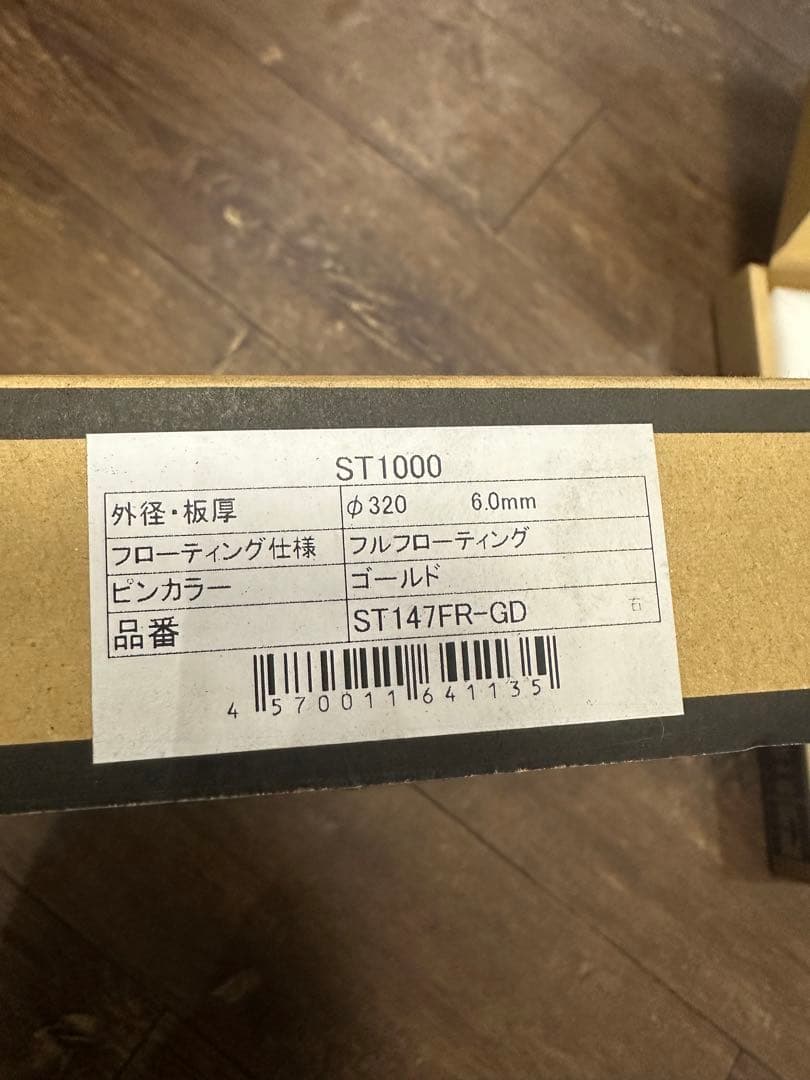 ST1000
外径・板厚 φ320 6.0mm
フローティング仕様 フルフローティング
ピンカラー ゴールド
品番 ST147FR-GD 右
4 570011 641135